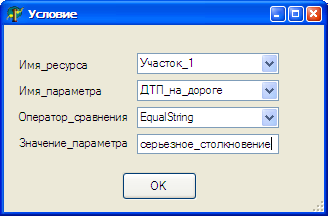 Условие
Имя_ресурса Участок_1
Имя_параметра ДТП_на_дороге
Оператор_сравнения EqualString
Значение_параметра серьезное_столкновение
OK